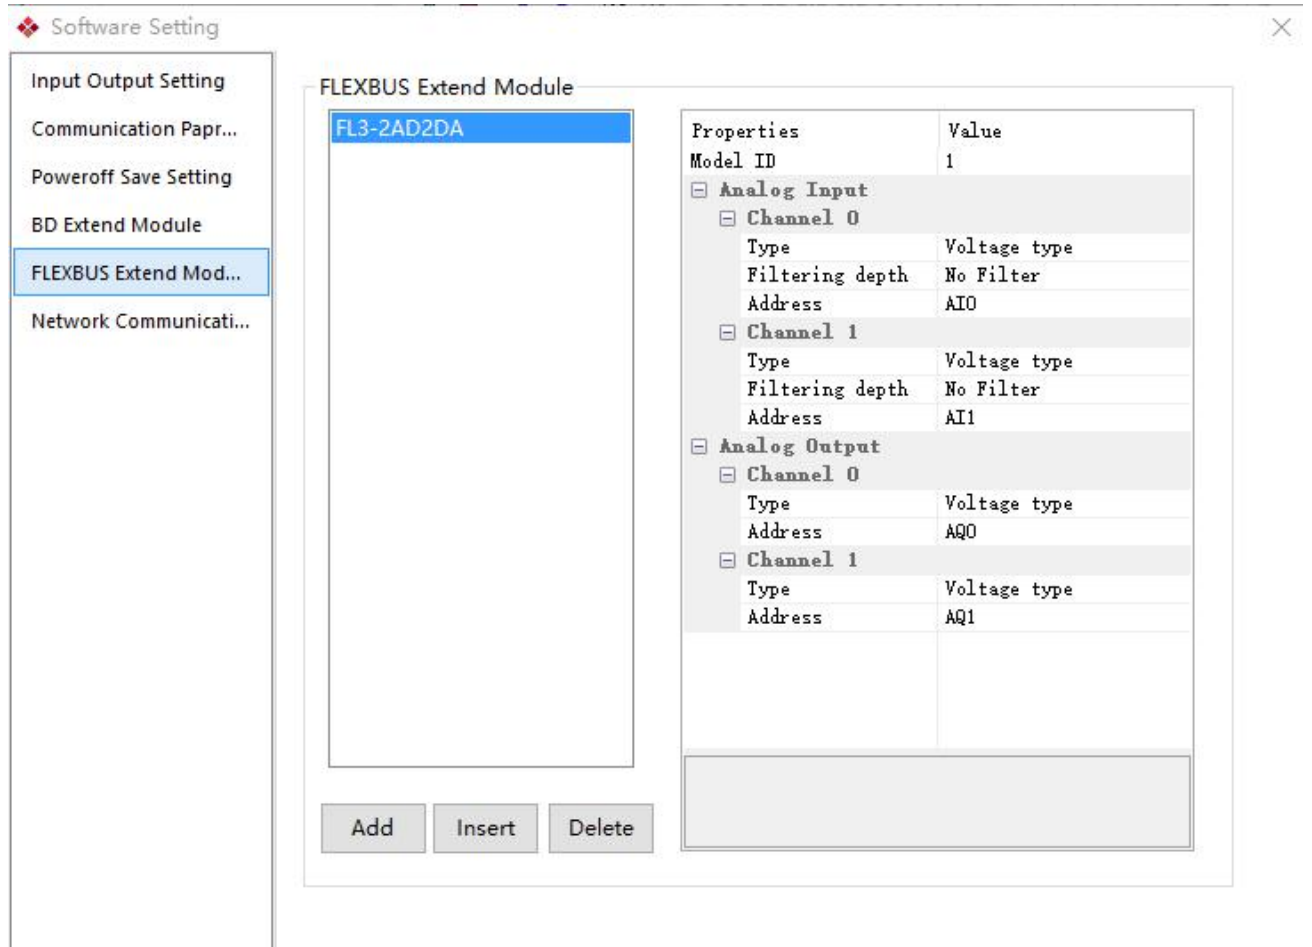 Software Setting
Input Output Setting
Communication Papr...
Poweroff Save Setting
BD Extend Module
FLEXBUS Extend Mod...
Network Communicati...
FLEXBUS Extend Module
FL3-2AD2DA
Properties Value
Model ID 1
Analog Input
Channel 0
Type Voltage type
Filtering depth No Filter
Address AI0
Channel 1
Type Voltage type
Filtering depth No Filter
Address AI1
Analog Output
Channel 0
Type Voltage type
Address AQ0
Channel 1
Type Voltage type
Address AQ1
Add Insert Delete